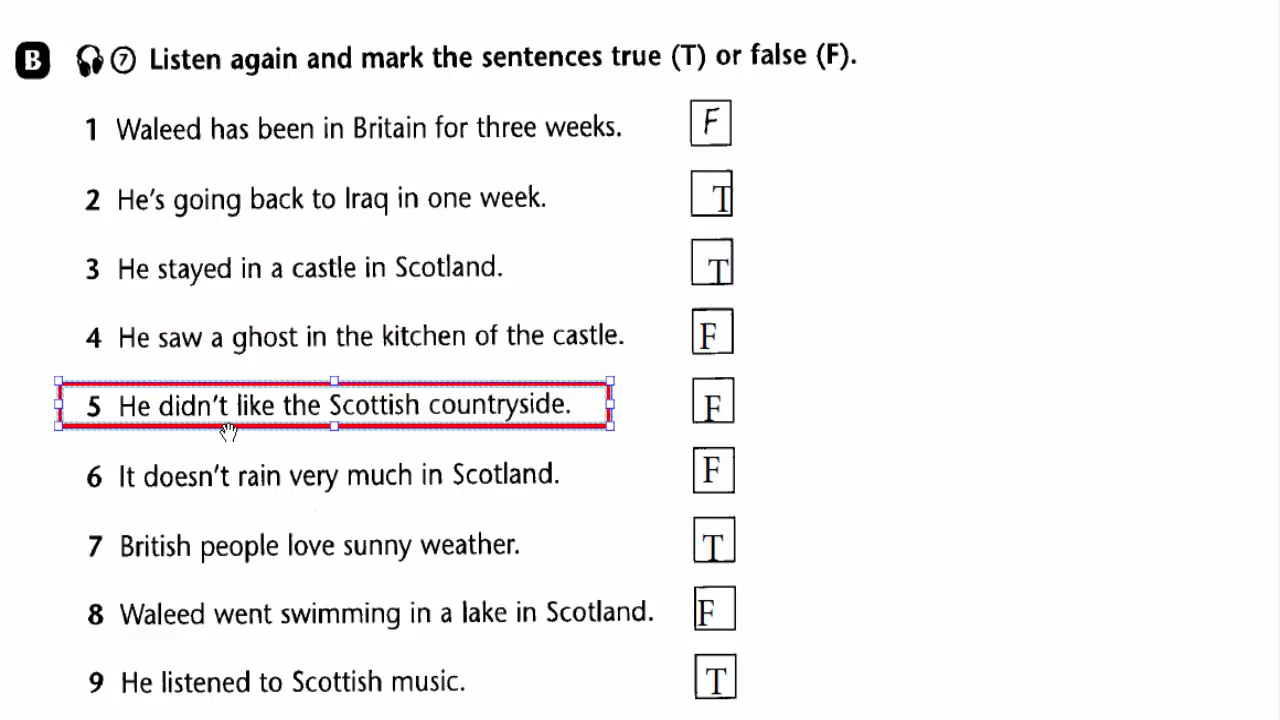 B 7 Listen again and mark the sentences true (T) or false (F).
1 Waleed has been in Britain for three weeks. F
2 He's going back to Iraq in one week. T
3 He stayed in a castle in Scotland. T
4 He saw a ghost in the kitchen of the castle. F
5 He didn't like the Scottish countryside. F
6 It doesn't rain very much in Scotland. F
7 British people love sunny weather. T
8 Waleed went swimming in a lake in Scotland. F
9 He listened to Scottish music. T